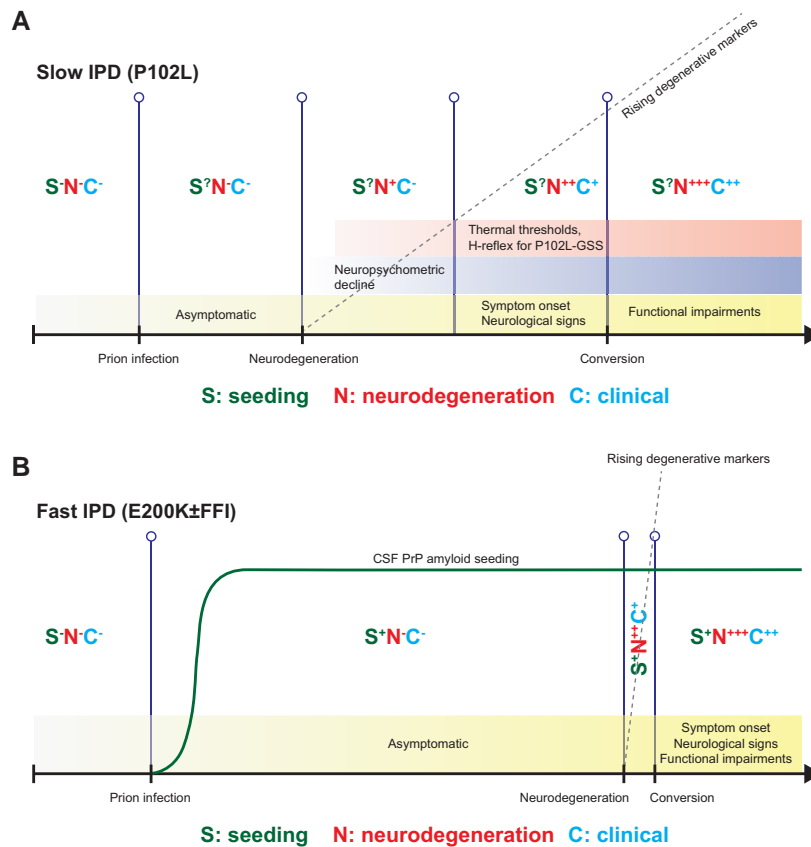 A
Slow IPD (P102L)
Rising degenerative markers
S-N-C-
S?N-C-
S?N+C-
S?N++C+
S?N+++C++
Thermal thresholds,
H-reflex for P102L-GSS
Neuropsychometric
decline
Asymptomatic
Symptom onset
Neurological signs
Functional impairments
Prion infection
Neurodegeneration
Conversion
S: seeding N: neurodegeneration C: clinical
B
Rising degenerative markers
Fast IPD (E200K±FFI)
CSF PrP amyloid seeding
S-N-C-
S+N-C-
S+N++C+
S+N+++C++
Asymptomatic
Symptom onset
Neurological signs
Functional impairments
Prion infection
Neurodegeneration
Conversion
S: seeding N: neurodegeneration C: clinical